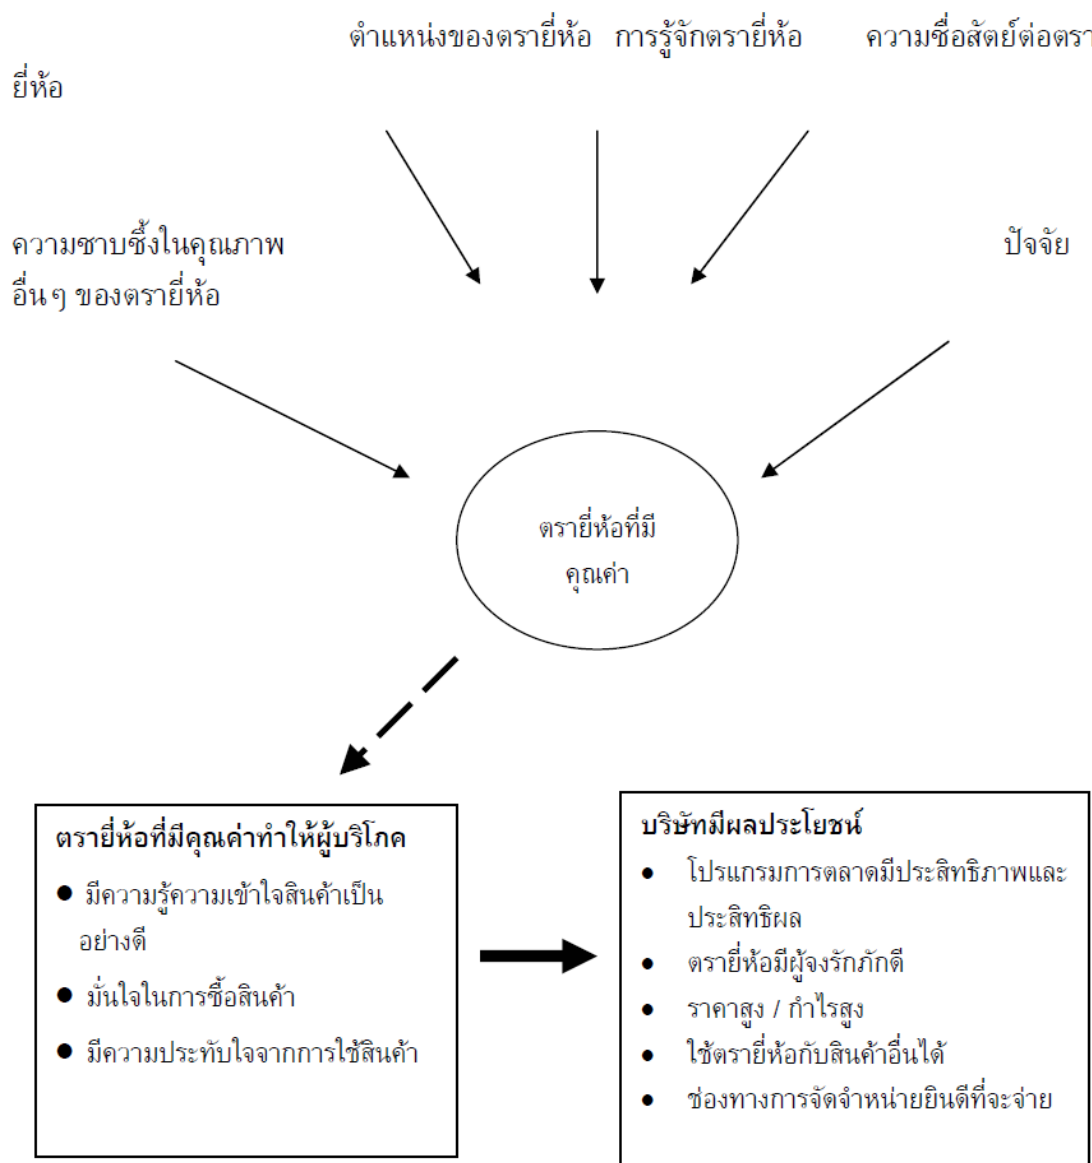 ตำแหน่งของตรายี่ห้อ การรู้จักตรายี่ห้อ ความซื่อสัตย์ต่อตรา
ยี่ห้อ
ความซาบซึ้งในคุณภาพ ปัจจัย
อื่นๆ ของตรายี่ห้อ
ตรายี่ห้อที่มี
คุณค่า
ตรายี่ห้อที่มีคุณค่าทำให้ผู้บริโภค
● มีความรู้ความเข้าใจสินค้าเป็น
อย่างดี
● มั่นใจในการซื้อสินค้า
● มีความประทับใจจากการใช้สินค้า
บริษัทมีผลประโยชน์
● โปรแกรมการตลาดมีประสิทธิภาพและ
ประสิทธิผล
● ตรายี่ห้อมีผู้จงรักภักดี
● ราคาสูง / กำไรสูง
● ใช้ตรายี่ห้อกับสินค้าอื่นได้
● ช่องทางการจัดจำหน่ายยินดีที่จะจ่าย